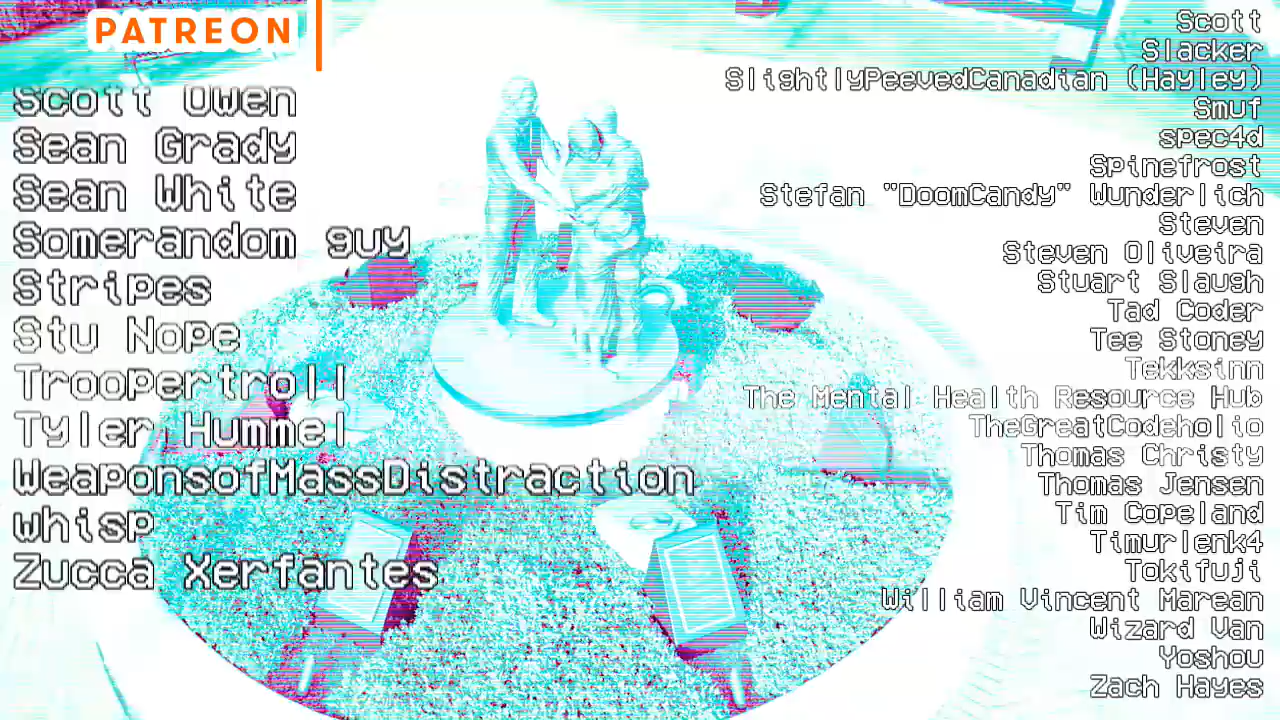 PATREON
Scott Owen
Sean Grady
Sean White
Somerandom guy
Stripes
Stu Nope
Troopertroll
Tyler Hummel
WeaponsofMassDistraction
whisp
Zucca Xerfantes
Scott
Slacker
SlightlyPeevedCanadian (Hayley)
Smuf
spec4d
Spinefrost
Stefan "DoomCandy" Wunderlich
Steven
Steven Oliveira
Stuart Slaugh
Tad Coder
Tee Stoney
Tekksinn
The Mental Health Resource Hub
TheGreatCodeholio
Thomas Christy
Thomas Jensen
Tim Copeland
Timurlenk4
Tokifuji
William Vincent Marean
Wizard Van
Yoshou
Zach Hayes